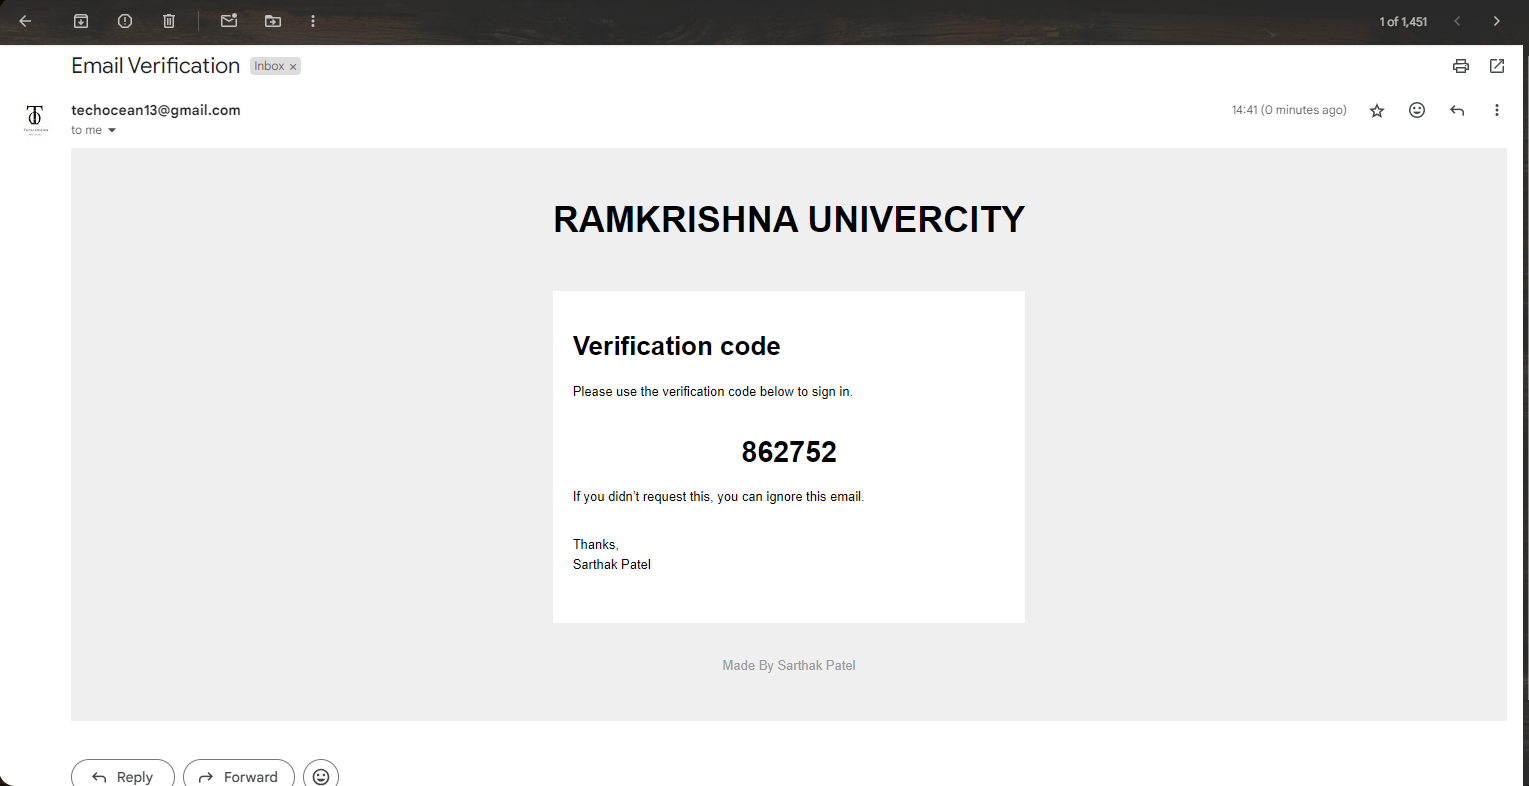 1 of 1,451
Email Verification
Inbox ×
techocean13@gmail.com
14:41 (0 minutes ago)
to me
RAMKRISHNA UNIVERCITY
Verification code
Please use the verification code below to sign in.
862752
If you didn't request this, you can ignore this email.
Thanks,
Sarthak Patel
Made By Sarthak Patel
Reply
Forward